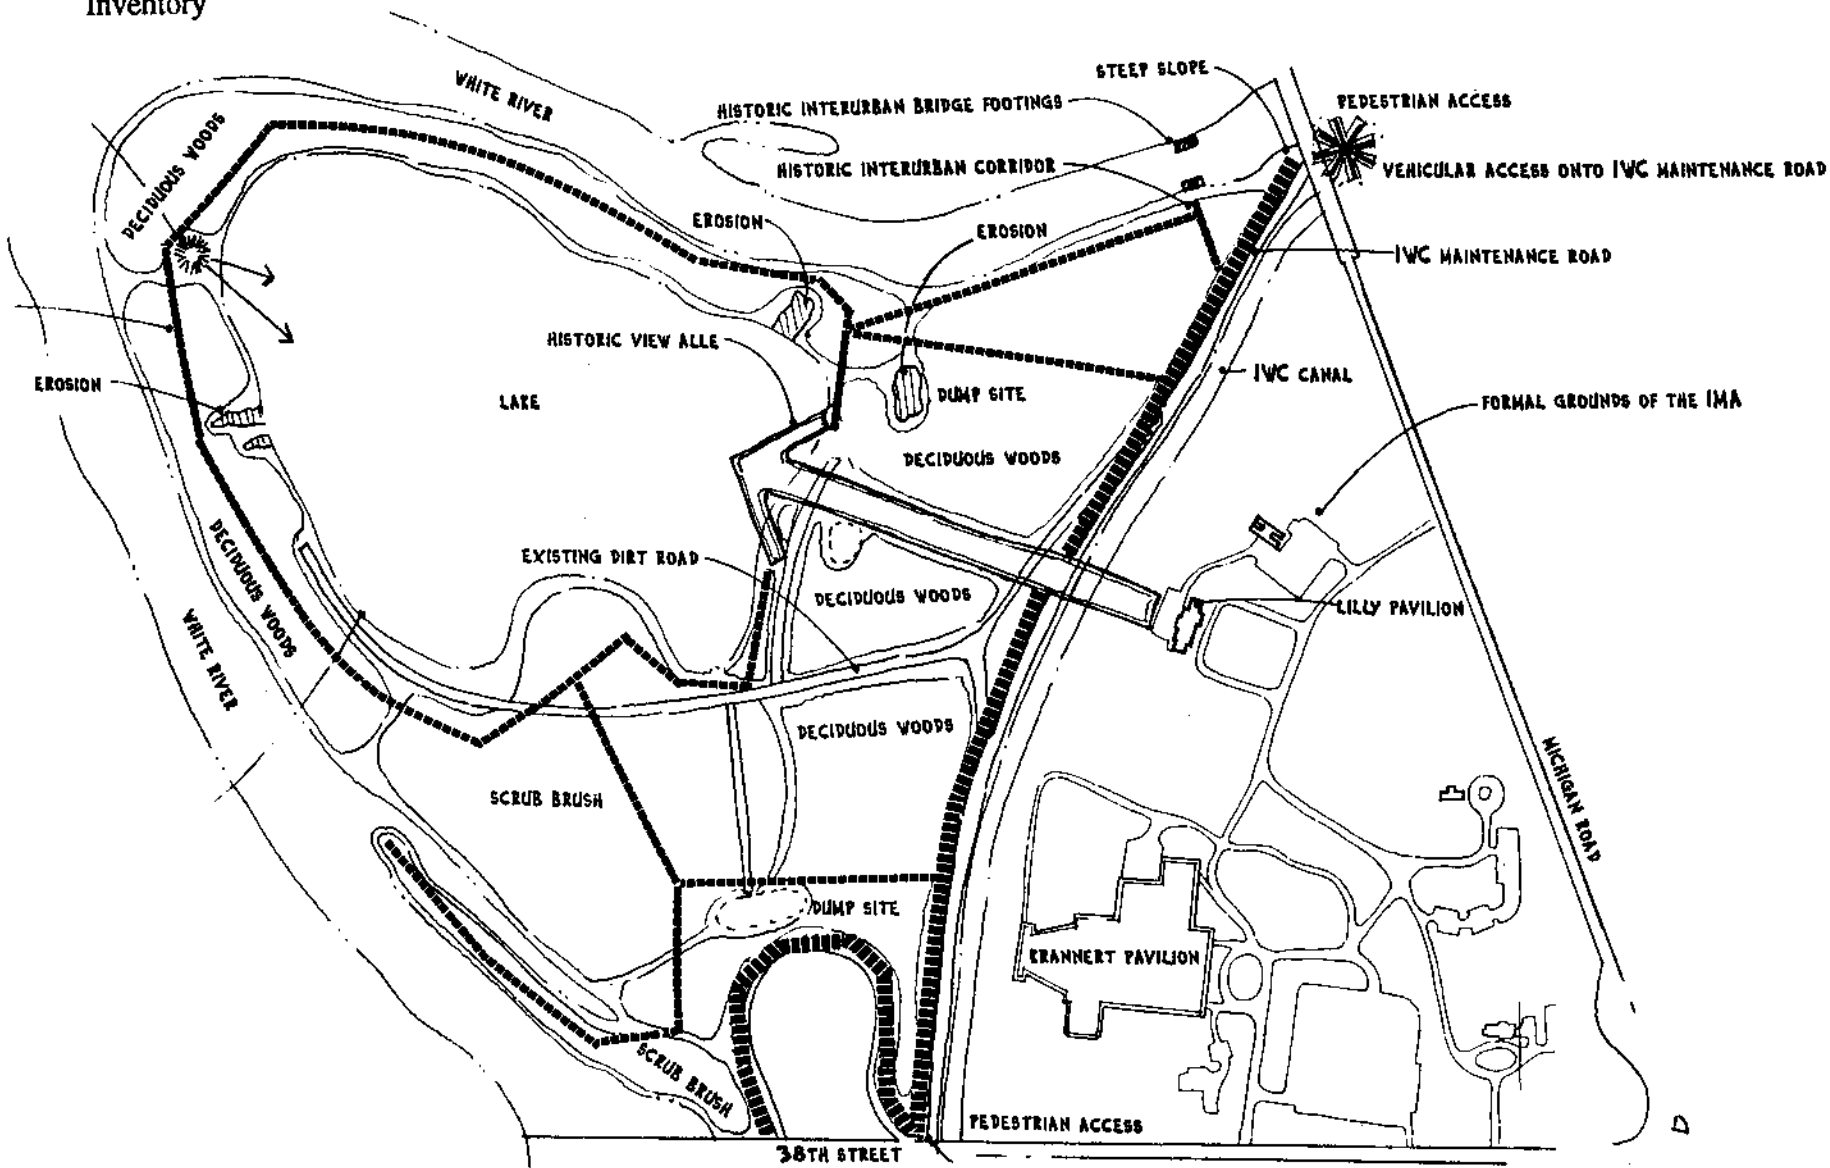 Inventory
STEEP SLOPE
PEDESTRIAN ACCESS
WHITE RIVER
HISTORIC INTERURBAN BRIDGE FOOTINGS
DECIDUOUS WOODS
HISTORIC INTERURBAN CORRIDOR
VEHICULAR ACCESS ONTO IWC MAINTENANCE ROAD
EROSION
EROSION
IWC MAINTENANCE ROAD
HISTORIC VIEW ALLE
IWC CANAL
EROSION
LAKE
DUMP SITE
FORMAL GROUNDS OF THE IMA
DECIDUOUS WOODS
EXISTING DIRT ROAD
DECIDUOUS WOODS
DECIDUOUS WOODS
LILLY PAVILION
WHITE RIVER
DECIDUOUS WOODS
SCRUB BRUSH
MICHIGAN ROAD
DUMP SITE
KRANNERT PAVILION
SCRUB BRUSH
PEDESTRIAN ACCESS
D
38TH STREET